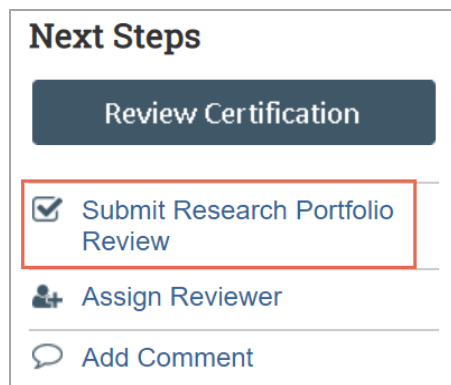 Next Steps
Review Certification
Submit Research Portfolio
Review
Assign Reviewer
Add Comment